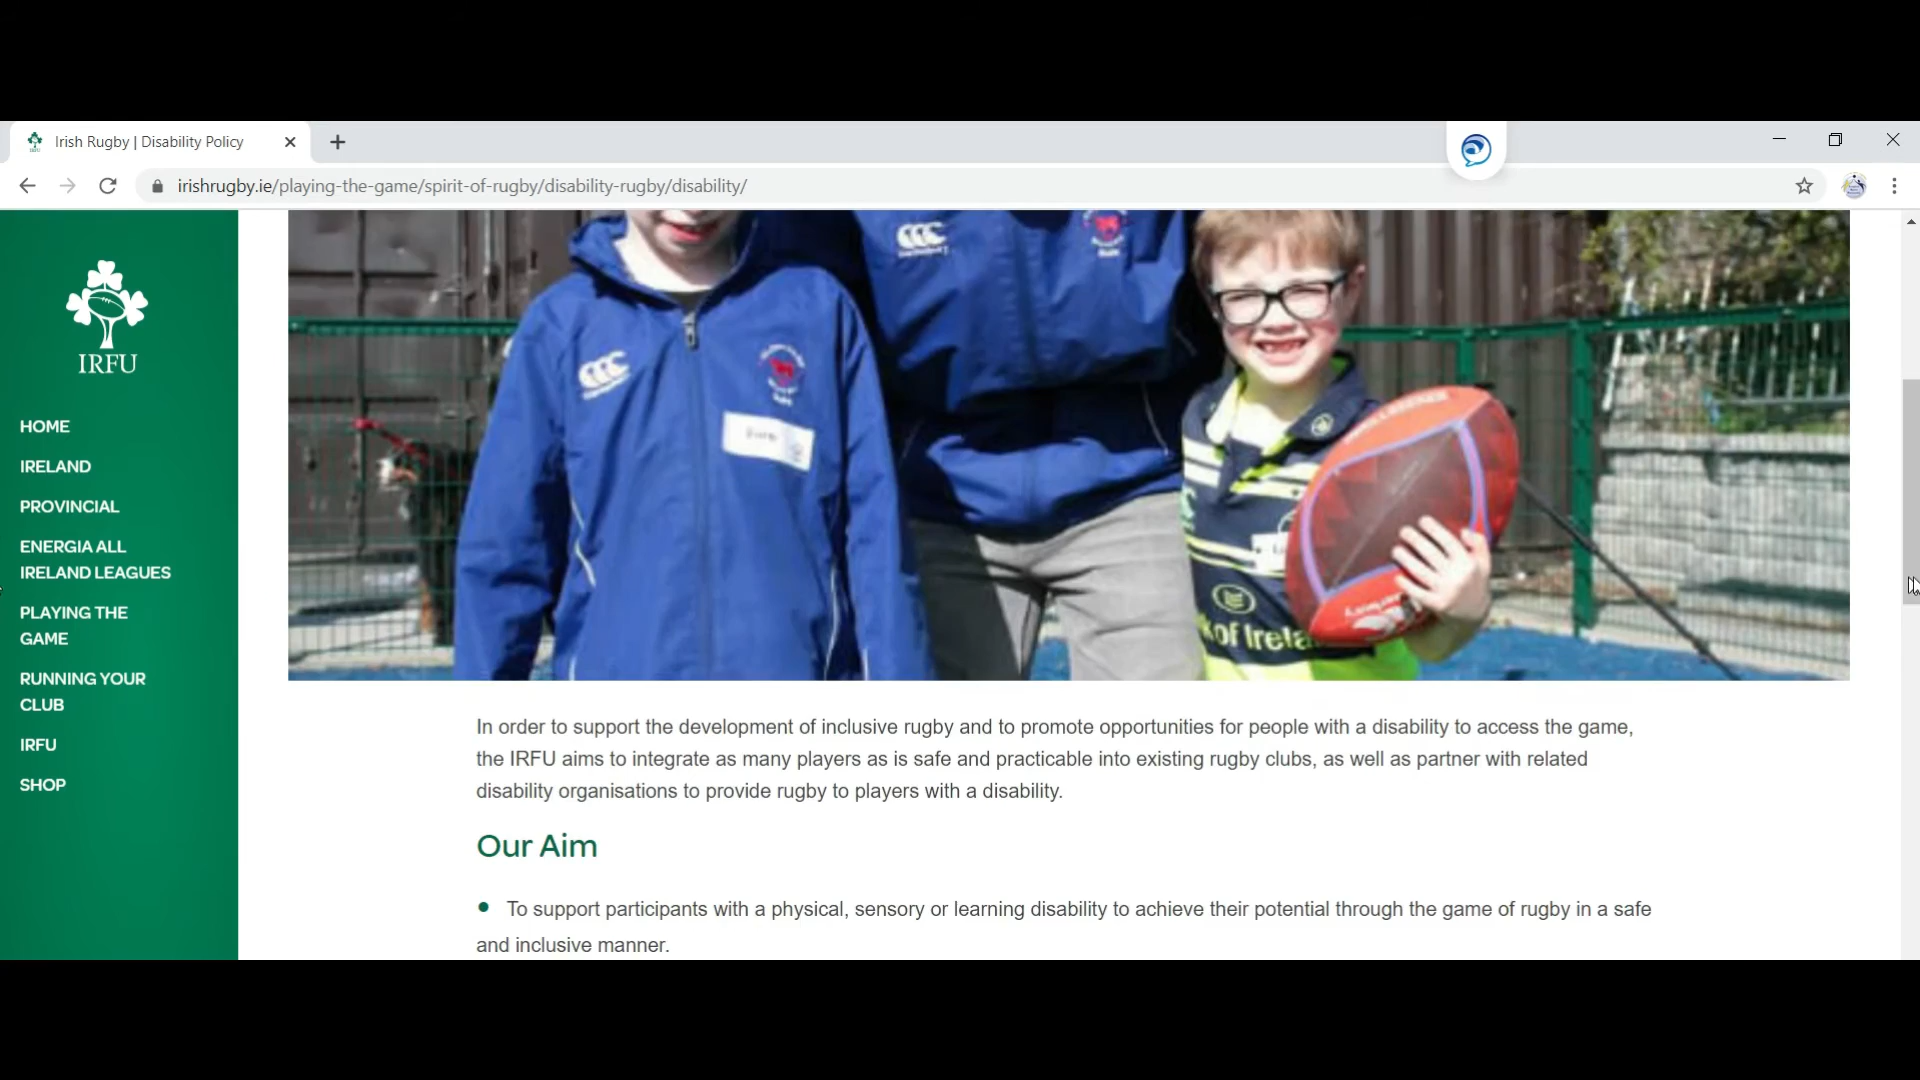 Irish Rugby | Disability Policy
irishrugby.ie/playing-the-game/spirit-of-rugby/disability-rugby/disability/
IRFU
HOME
IRELAND
PROVINCIAL
ENERGIA ALL
IRELAND LEAGUES
PLAYING THE
GAME
RUNNING YOUR
CLUB
IRFU
SHOP
CCC
of Irela
In order to support the development of inclusive rugby and to promote opportunities for people with a disability to access the game,
the IRFU aims to integrate as many players as is safe and practicable into existing rugby clubs, as well as partner with related
disability organisations to provide rugby to players with a disability.
Our Aim
• To support participants with a physical, sensory or learning disability to achieve their potential through the game of rugby in a safe
and inclusive manner.